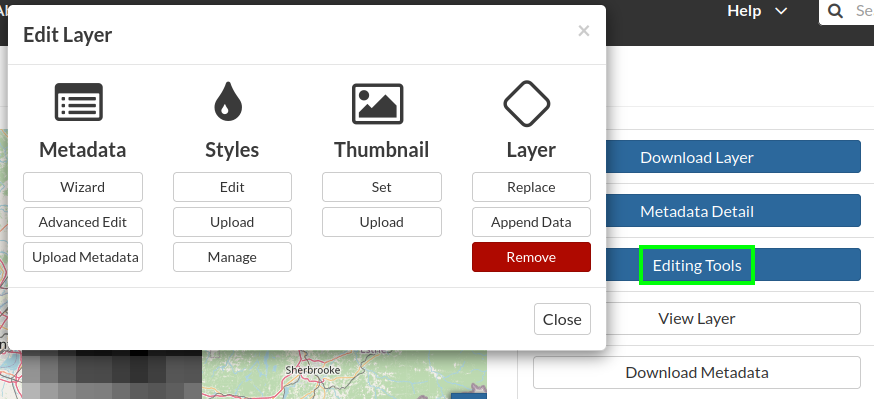 Help
Se
Edit Layer
×
Metadata
Styles
Thumbnail
Layer
Wizard
Edit
Set
Replace
Advanced Edit
Upload
Upload
Append Data
Upload Metadata
Manage
Remove
Close
Download Layer
Metadata Detail
Editing Tools
View Layer
Download Metadata
Sherbrooke